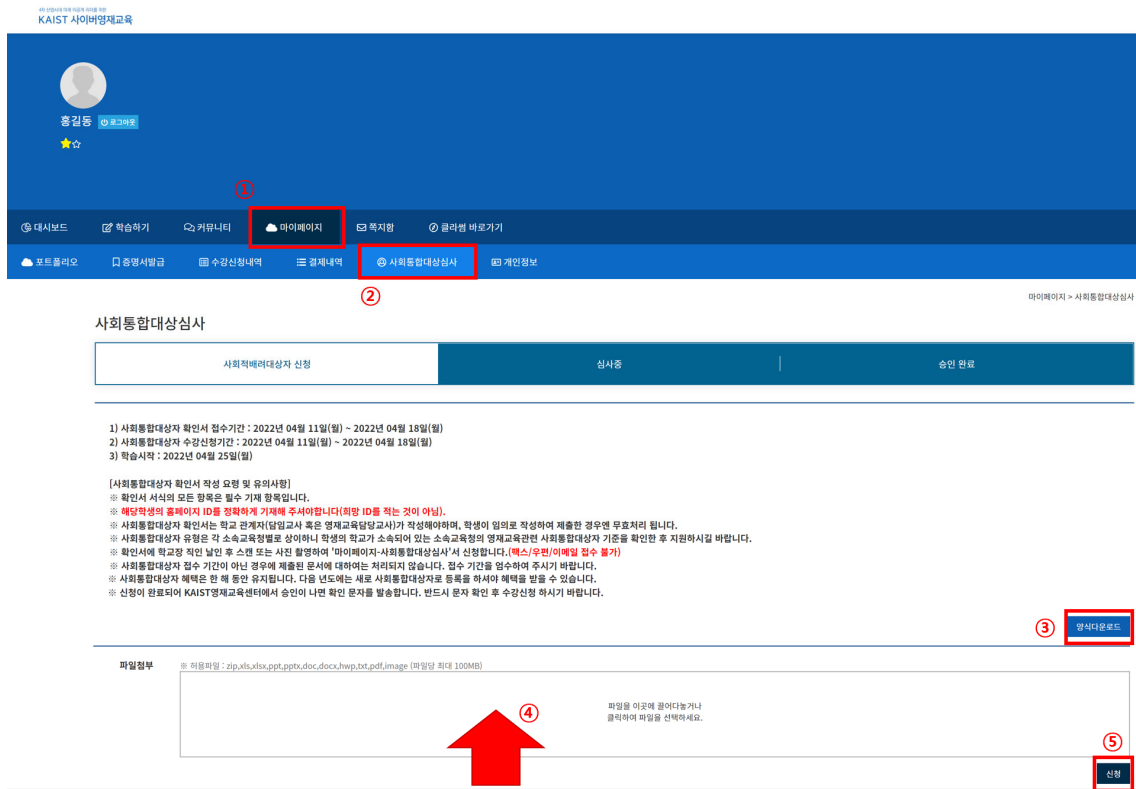 4차 산업시대 미래 이공계 리더를 위한
KAIST 사이버영재교육
홍길동 로그아웃
①
대시보드 학습하기 커뮤니티 마이페이지 쪽지함 클라썸 바로가기
포트폴리오 증명서발급 수강신청내역 결제내역 사회통합대상심사 개인정보
②
마이페이지 > 사회통합대상심사
사회통합대상심사
사회적배려대상자 신청 심사중 승인 완료
1) 사회통합대상자 확인서 접수기간 : 2022년 04월 11일(월) ~ 2022년 04월 18일(월)
2) 사회통합대상자 수강신청기간 : 2022년 04월 11일(월) ~ 2022년 04월 18일(월)
3) 학습시작 : 2022년 04월 25일(월)
[사회통합대상자 확인서 작성 요령 및 유의사항]
※ 확인서 서식의 모든 항목은 필수 기재 항목입니다.
※ 해당학생의 홈페이지 ID를 정확하게 기재해 주셔야합니다(희망 ID를 적는 것이 아님).
※ 사회통합대상자 확인서는 학교 관계자(담임교사 혹은 영재교육담당교사)가 작성해야하며, 학생이 임의로 작성하여 제출한 경우엔 무효처리 됩니다.
※ 사회통합대상자 유형은 각 소속교육청별로 상이하니 학생의 학교가 소속되어 있는 소속교육청의 영재교육관련 사회통합대상자 기준을 확인한 후 지원하시길 바랍니다.
※ 확인서에 학교장 직인 날인 후 스캔 또는 사진 촬영하여 '마이페이지-사회통합대상심사'서 신청합니다.(팩스/우편/이메일 접수 불가)
※ 사회통합대상자 접수 기간이 아닌 경우에 제출된 문서에 대하여는 처리되지 않습니다. 접수 기간을 엄수하여 주시기 바랍니다.
※ 사회통합대상자 혜택은 한 해 동안 유지됩니다. 다음 년도에는 새로 사회통합대상자로 등록을 하셔야 혜택을 받을 수 있습니다.
※ 신청이 완료되어 KAIST영재교육센터에서 승인이 나면 확인 문자를 발송합니다. 반드시 문자 확인 후 수강신청 하시기 바랍니다.
③ 양식다운로드
파일첨부 ※ 허용파일 : zip,xls,xlsx,ppt,pptx,doc,docx,hwp,txt,pdf,image (파일당 최대 100MB)
파일을 이곳에 끌어다놓거나
④
클릭하여 파일을 선택하세요.
⑤
신청